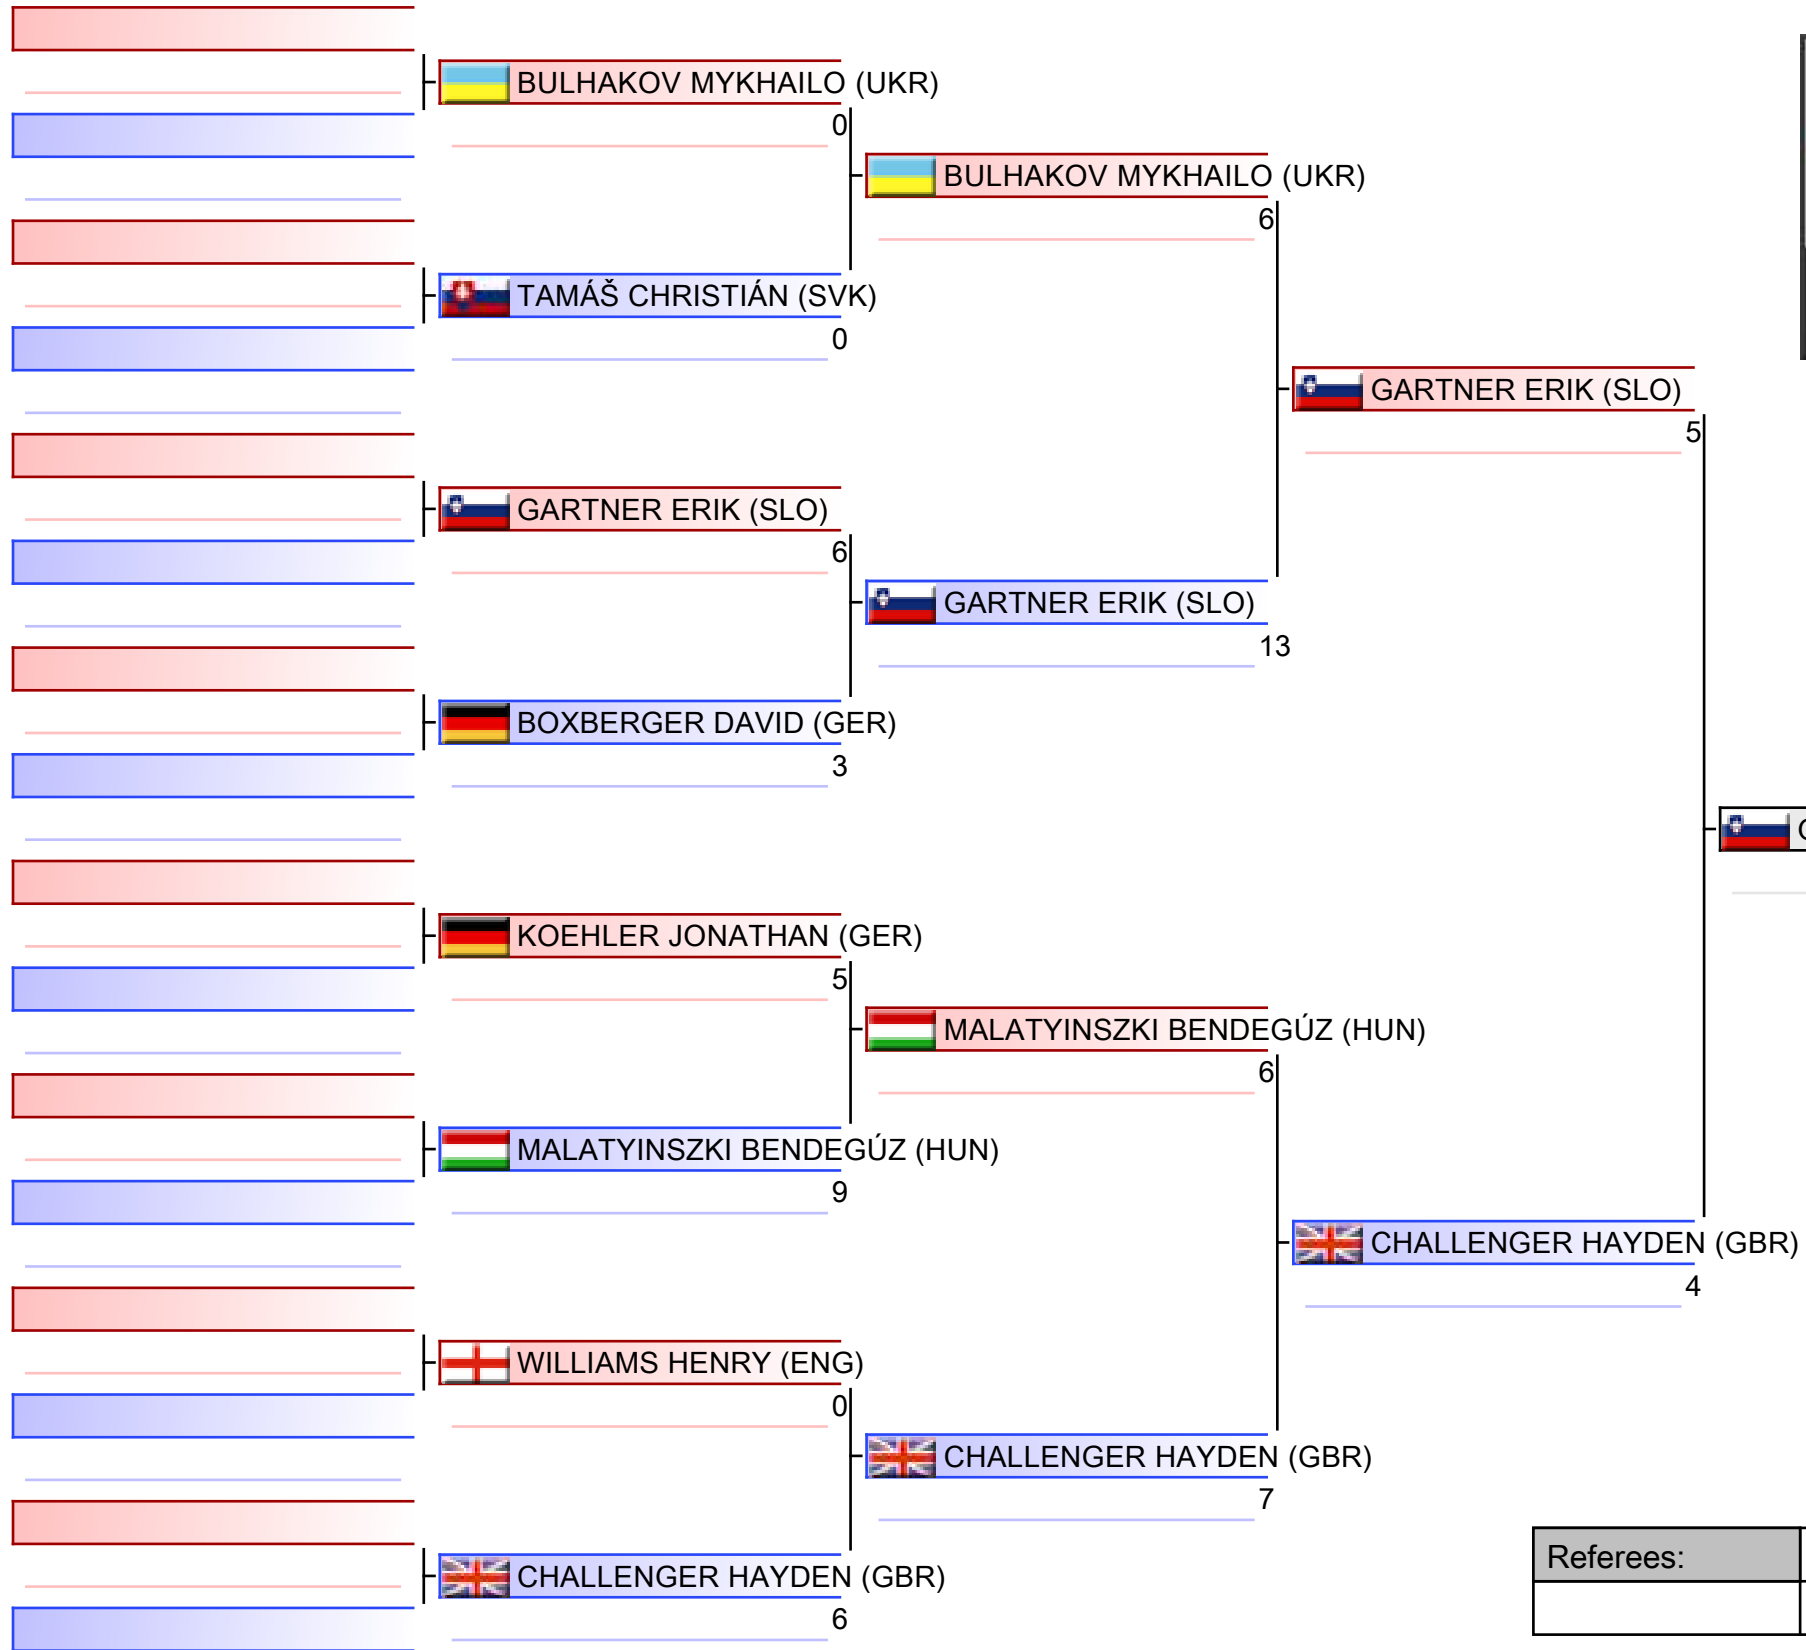 BULHAKOV MYKHAILO (UKR)
0
BULHAKOV MYKHAILO (UKR)
6
TAMÁŠ CHRISTIÁN (SVK)
0
GARTNER ERIK (SLO)
5
GARTNER ERIK (SLO)
6
GARTNER ERIK (SLO)
13
BOXBERGER DAVID (GER)
3
KOEHLER JONATHAN (GER)
5
MALATYINSZKI BENDEGÚZ (HUN)
6
MALATYINSZKI BENDEGÚZ (HUN)
9
CHALLENGER HAYDEN (GBR)
4
WILLIAMS HENRY (ENG)
0
CHALLENGER HAYDEN (GBR)
7
CHALLENGER HAYDEN (GBR)
6
Referees: